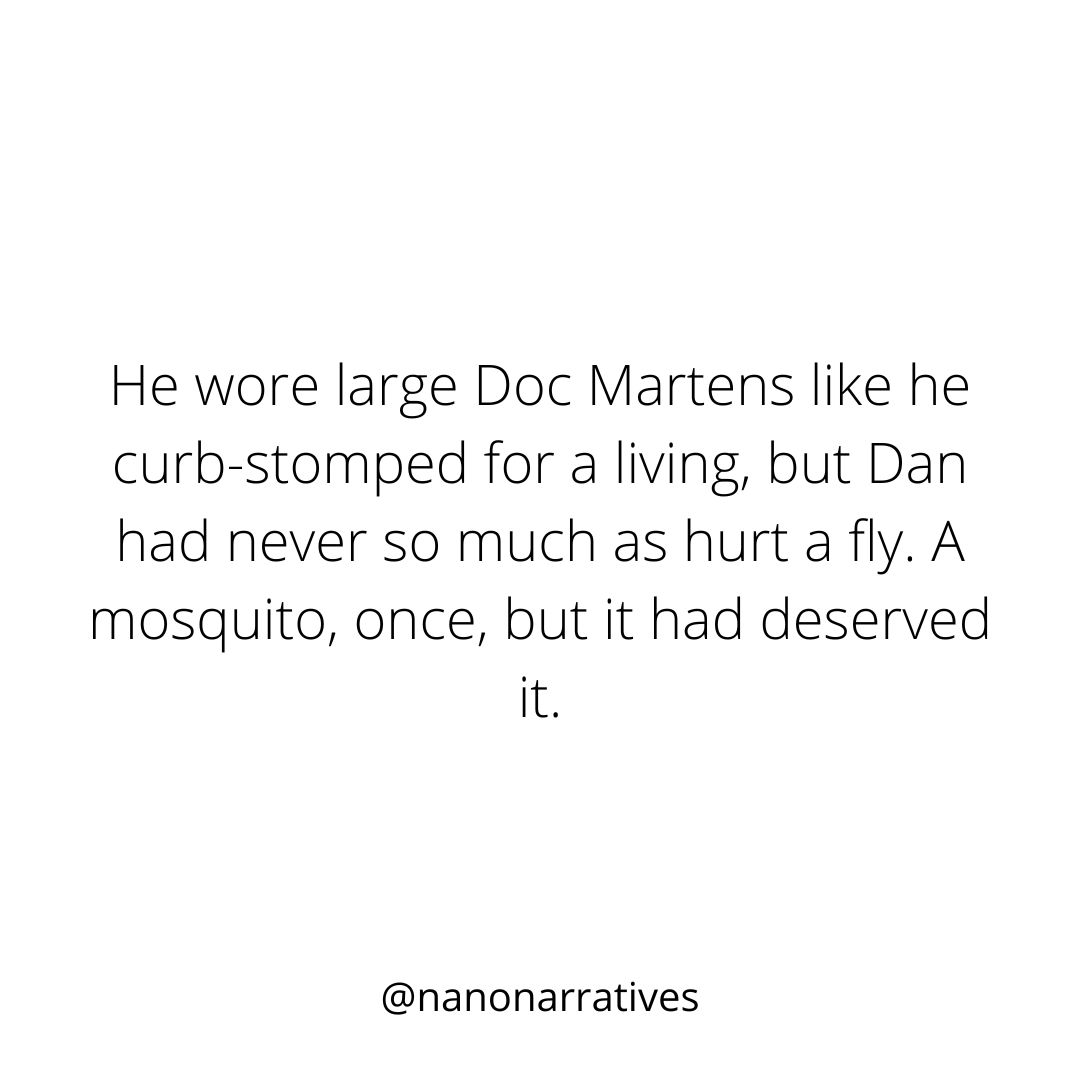 He wore large Doc Martens like he
curb-stomped for a living, but Dan
had never so much as hurt a fly. A
mosquito, once, but it had deserved
it.
@nanonarratives